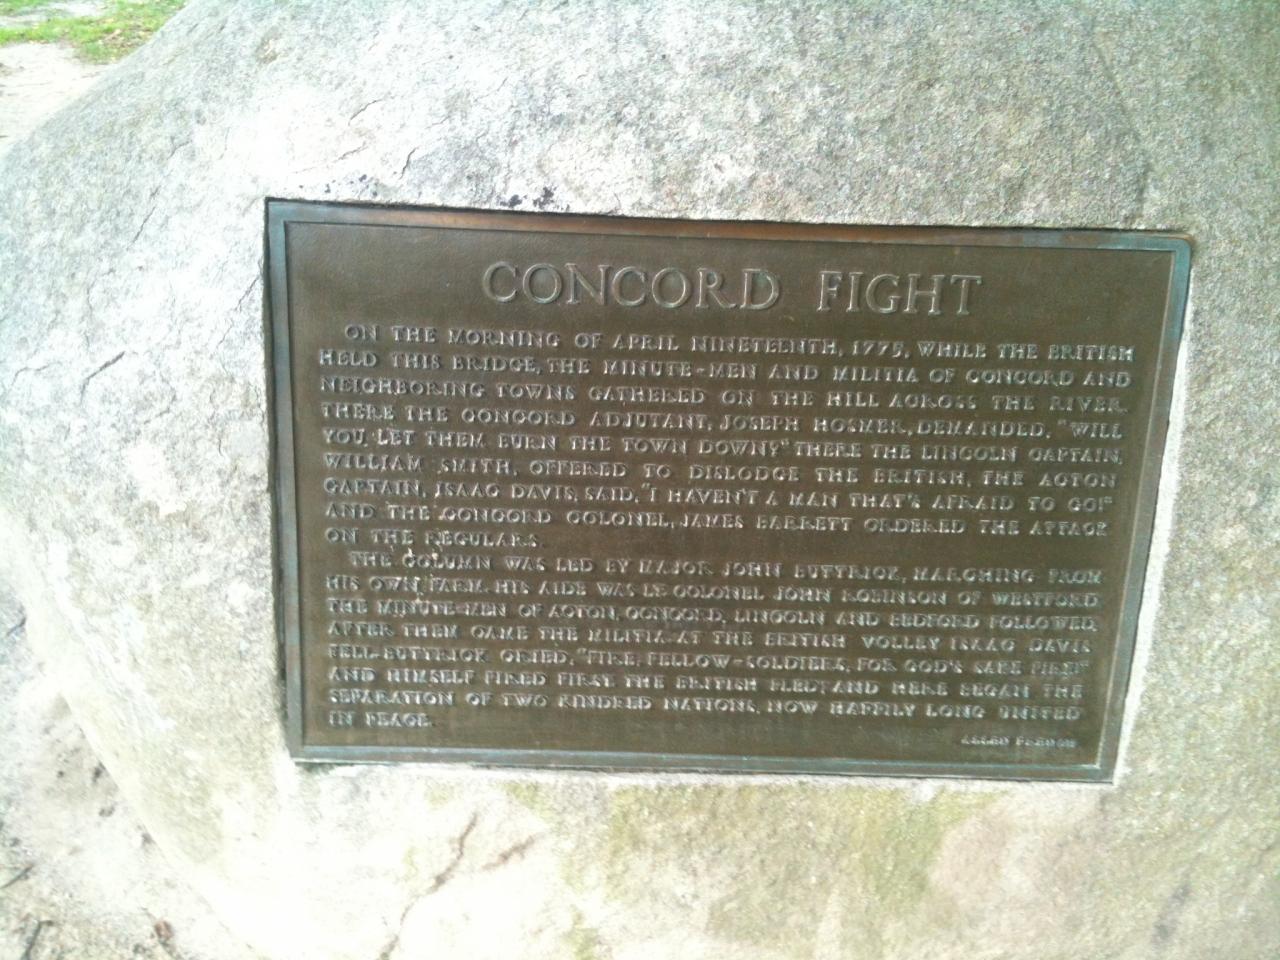 CONCORD FIGHT
ON THE MORNING OF APRIL NINETEENTH, 1775, WHILE THE BRITISH
HELD THIS BRIDGE, THE MINUTE-MEN AND MILITIA OF CONCORD AND
NEIGHBORING TOWNS GATHERED ON THE HILL ACROSS THE RIVER.
THERE THE CONCORD ADJUTANT, JOSEPH HOSMER, DEMANDED, "WILL
YOU LET THEM BURN THE TOWN DOWN?" THERE THE LINCOLN CAPTAIN,
WILLIAM SMITH, OFFERED TO DISLODGE THE BRITISH, THE ACTON
CAPTAIN, ISAAC DAVIS, SAID, "I HAVEN'T A MAN THAT'S AFRAID TO GO!"
AND THE CONCORD COLONEL, JAMES BARRETT ORDERED THE ATTACK
ON THE REGULARS.
THE COLUMN WAS LED BY MAJOR JOHN BUTTRICK, MARCHING FROM
HIS OWN FARM. HIS AIDE WAS LT. COLONEL JOHN ROBINSON OF WESTFORD
THE MINUTE-MEN OF ACTON, CONCORD, LINCOLN AND BEDFORD FOLLOWED.
AFTER THEM CAME THE MILITIA. AT THE BRITISH VOLLEY ISAAC DAVIS
FELL. BUTTRICK CRIED, "FIRE, FELLOW-SOLDIERS, FOR GOD'S SAKE FIRE!"
AND HIMSELF FIRED FIRST. THE BRITISH FLED; AND HERE BEGAN THE
SEPARATION OF TWO KINDRED NATIONS, NOW HAPPILY LONG UNITED
IN PEACE.
ALLEN FRENCH